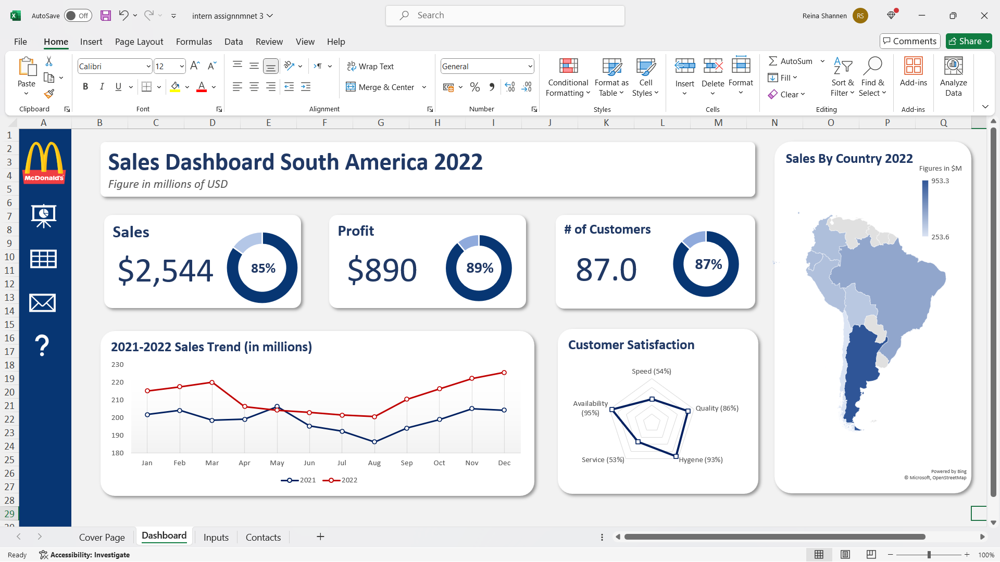 AutoSave Off intern assignnmnet 3 Search Reina Shannen RS
File Home Insert Page Layout Formulas Data Review View Help Comments Share
Paste
Clipboard
Calibri 12
B I U A
Font
Wrap Text
Merge & Center
Alignment
General
Number
Conditional Formatting
Format as Table
Cell Styles
Styles
Insert Delete Format
Cells
AutoSum
Fill
Clear
Sort & Filter
Find & Select
Editing
Add-ins
Add-ins
Analyze Data
A B C D E F G H I J K L M N O P Q
1
2
3
4
5
6
7
8
9
10
11
12
13
14
15
16
17
18
19
20
21
22
23
24
25
26
27
28
29
McDonald's
?
Sales Dashboard South America 2022
Figure in millions of USD
Sales
$2,544
85%
Profit
$890
89%
# of Customers
87.0
87%
2021-2022 Sales Trend (in millions)
230
220
210
200
190
180
Jan Feb Mar Apr May Jun Jul Aug Sep Oct Nov Dec
2021 2022
Customer Satisfaction
Speed (54%)
Availability
(95%)
Quality (86%)
Service (53%)
Hygene (93%)
Sales By Country 2022
Figures in $M
953.3
253.6
Powered by Bing
© Microsoft, OpenStreetMap
Cover Page Dashboard Inputs Contacts
Ready Accessibility: Investigate 100%